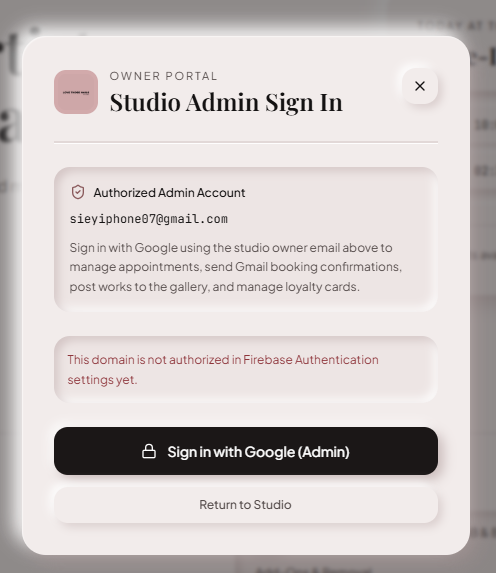 OWNER PORTAL
Studio Admin Sign In
Authorized Admin Account
sieyiphone07@gmail.com
Sign in with Google using the studio owner email above to
manage appointments, send Gmail booking confirmations,
post works to the gallery, and manage loyalty cards.
This domain is not authorized in Firebase Authentication
settings yet.
Sign in with Google (Admin)
Return to Studio